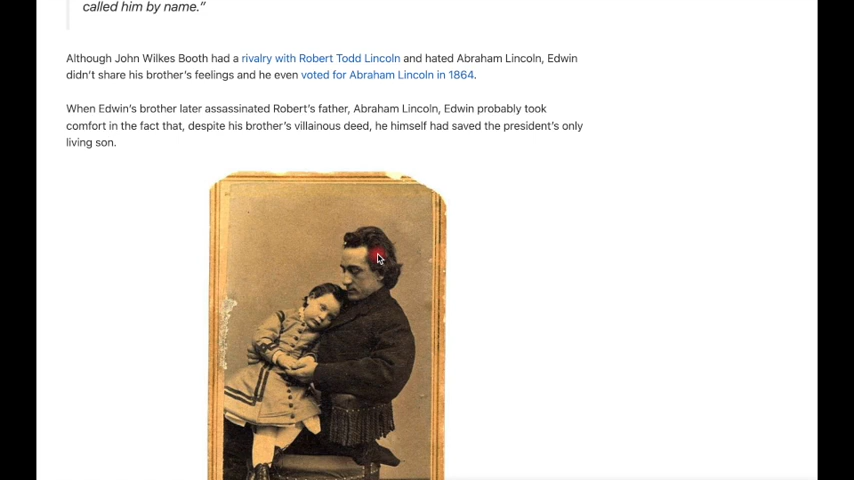 called him by name.”
Although John Wilkes Booth had a rivalry with Robert Todd Lincoln and hated Abraham Lincoln, Edwin
didn’t share his brother’s feelings and he even voted for Abraham Lincoln in 1864.
When Edwin’s brother later assassinated Robert’s father, Abraham Lincoln, Edwin probably took
comfort in the fact that, despite his brother’s villainous deed, he himself had saved the president’s only
living son.